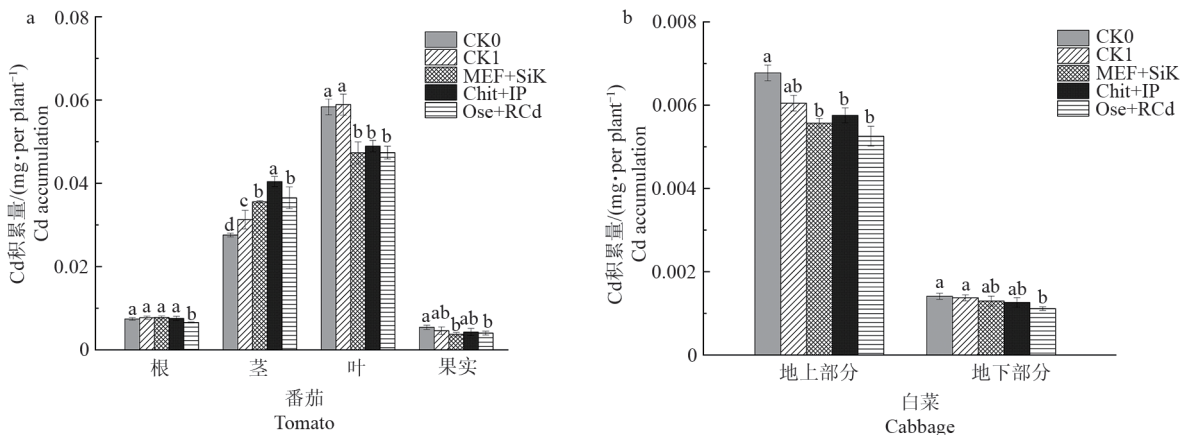 a
0.08
0.06
0.04
0.02
0
Cd积累量/(mg•per plant⁻¹)
Cd accumulation
CK0
CK1
MEF+SiK
Chit+IP
Ose+RCd
a a a a b
d c b a b
a a b b b
a ab b ab b
根 茎 叶 果实
番茄
Tomato
b
0.008
0.006
0.004
0.002
0
Cd积累量/(mg•per plant⁻¹)
Cd accumulation
CK0
CK1
MEF+SiK
Chit+IP
Ose+RCd
a ab b b b
a a ab ab b
地上部分 地下部分
白菜
Cabbage